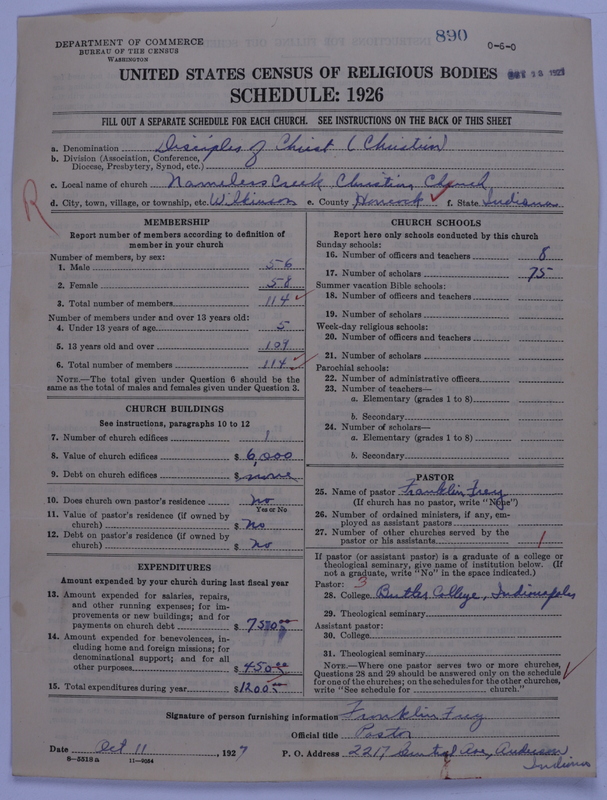 DEPARTMENT OF COMMERCE
BUREAU OF THE CENSUS
WASHINGTON
890
0-6-0
UNITED STATES CENSUS OF RELIGIOUS BODIES
SCHEDULE: 1926
FILL OUT A SEPARATE SCHEDULE FOR EACH CHURCH. SEE INSTRUCTIONS ON THE BACK OF THIS SHEET
a. Denomination Disciples of Christ (Christian)
b. Division (Association, Conference, Diocese, Presbytery, Synod, etc.)
c. Local name of church Nameless Creek Christian Church
R
d. City, town, village, or township, etc. Wilkinson e. County Hancock f. State Indiana
MEMBERSHIP
Report number of members according to definition of member in your church
Number of members, by sex:
1. Male 56
2. Female 58
3. Total number of members 114
Number of members under and over 13 years old:
4. Under 13 years of age 5
5. 13 years old and over 109
6. Total number of members 114
NOTE.—The total given under Question 6 should be the same as the total of males and females given under Question 3.
CHURCH BUILDINGS
See instructions, paragraphs 10 to 12
7. Number of church edifices 1
8. Value of church edifices $ 6,000
9. Debt on church edifices $ none
10. Does church own pastor's residence No
Yes or No
11. Value of pastor's residence (if owned by church) $ No
12. Debt on pastor's residence (if owned by church) $ No
EXPENDITURES
Amount expended by your church during last fiscal year
13. Amount expended for salaries, repairs, and other running expenses; for improvements or new buildings; and for payments on church debt $ 750.00
14. Amount expended for benevolences, including home and foreign missions; for denominational support; and for all other purposes $ 450.00
15. Total expenditures during year $ 1200.00
CHURCH SCHOOLS
Report here only schools conducted by this church
Sunday schools:
16. Number of officers and teachers 8
17. Number of scholars 75
Summer vacation Bible schools:
18. Number of officers and teachers
19. Number of scholars
Week-day religious schools:
20. Number of officers and teachers
21. Number of scholars
Parochial schools:
22. Number of administrative officers
23. Number of teachers—
a. Elementary (grades 1 to 8)
b. Secondary
24. Number of scholars—
a. Elementary (grades 1 to 8)
b. Secondary $
PASTOR
25. Name of pastor Franklin Frey
(If church has no pastor, write "None")
26. Number of ordained ministers, if any, employed as assistant pastors
27. Number of other churches served by the pastor or his assistants 1
If pastor (or assistant pastor) is a graduate of a college or theological seminary, give name of institution below. (If not a graduate, write "No" in the space indicated.)
Pastor: 3
28. College Butler College, Indianapolis
29. Theological seminary
Assistant pastor:
30. College
31. Theological seminary
NOTE.—Where one pastor serves two or more churches, Questions 28 and 29 should be answered only on the schedule for one of the churches; on the schedules for the other churches, write "See schedule for church."
Signature of person furnishing information Franklin Frey
Official title Pastor
Date Oct 11, 1927
P. O. Address 2217 Central Ave, Anderson
Indiana
8—5518 a